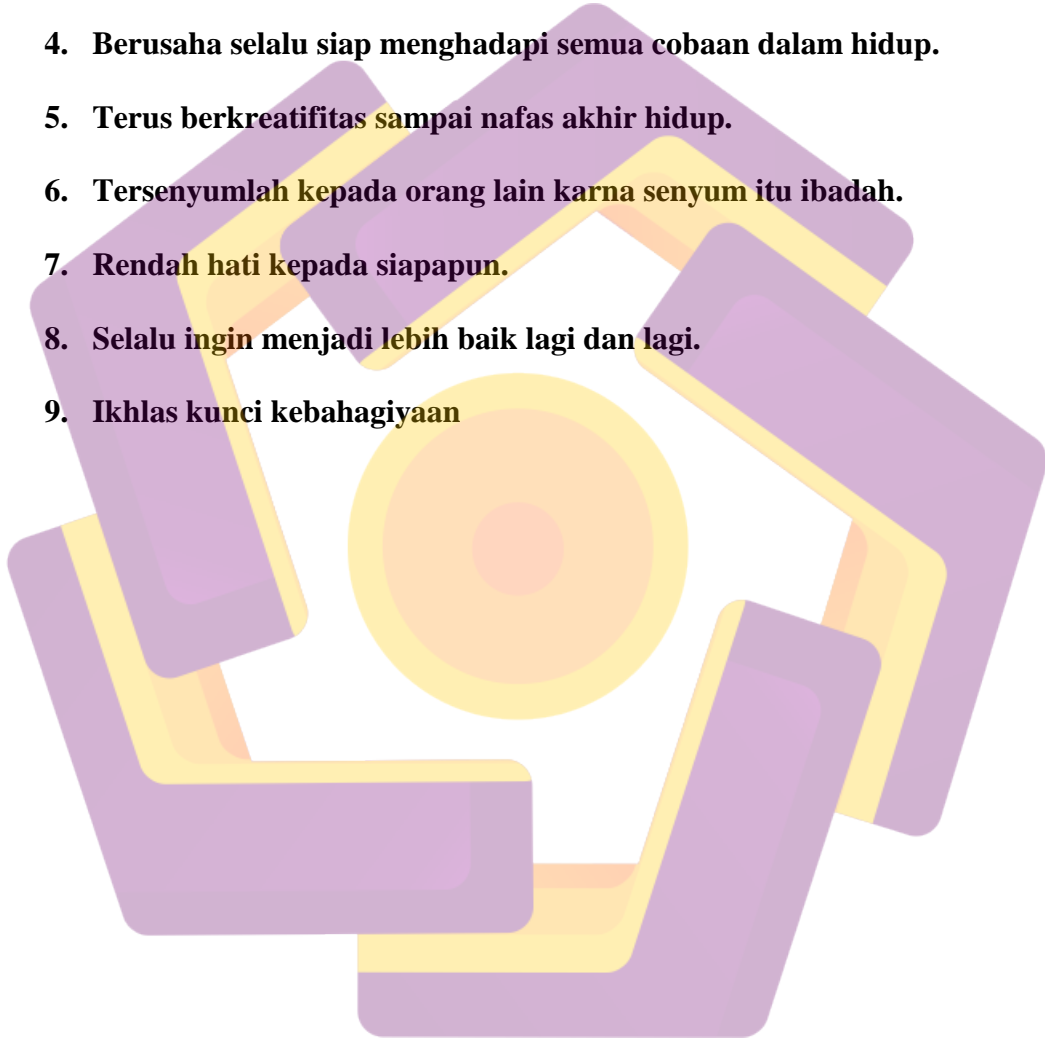 4. Berusaha selalu siap menghadapi semua cobaan dalam hidup.
5. Terus berkreatifitas sampai nafas akhir hidup.
6. Tersenyumlah kepada orang lain karna senyum itu ibadah.
7. Rendah hati kepada siapapun.
8. Selalu ingin menjadi lebih baik lagi dan lagi.
9. Ikhlas kunci kebahagiyaan